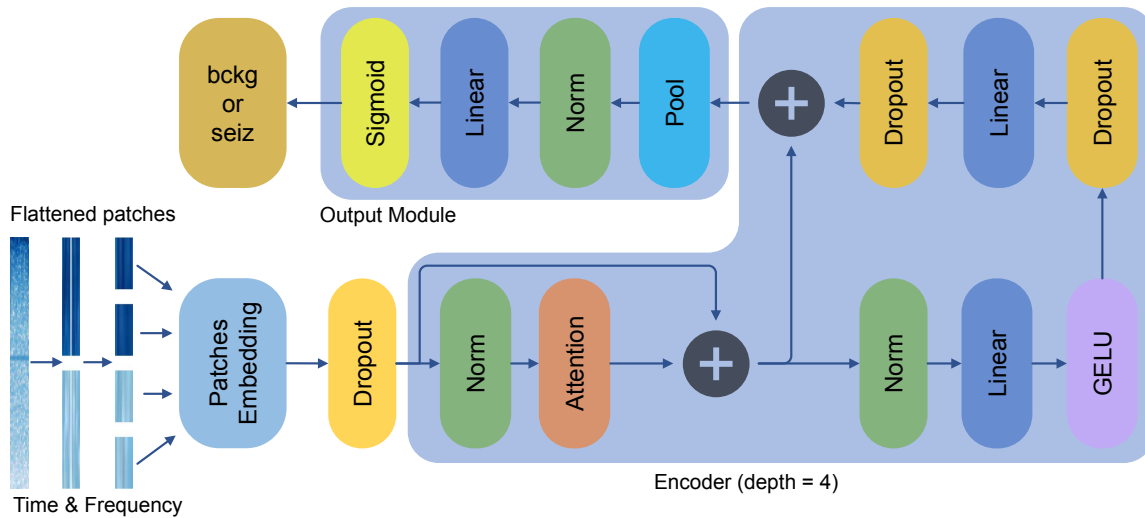 bckg
or
seiz
Sigmoid
Linear
Norm
Pool
Dropout
Linear
Dropout
Output Module
Flattened patches
Patches
Embedding
Dropout
Norm
Attention
Norm
Linear
GELU
Time & Frequency
Encoder (depth = 4)